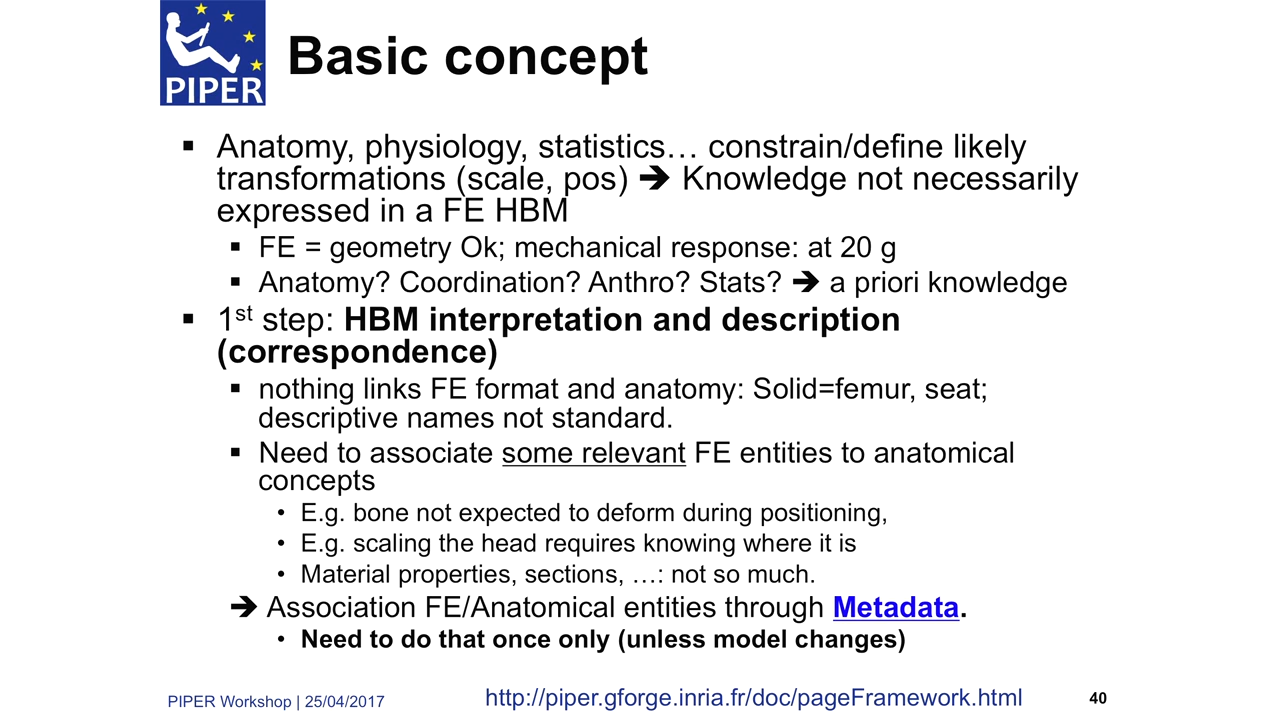 PIPER
Basic concept
▪ Anatomy, physiology, statistics… constrain/define likely
transformations (scale, pos) ➔ Knowledge not necessarily
expressed in a FE HBM
▪ FE = geometry Ok; mechanical response: at 20 g
▪ Anatomy? Coordination? Anthro? Stats? ➔ a priori knowledge
▪ 1st step: HBM interpretation and description
(correspondence)
▪ nothing links FE format and anatomy: Solid=femur, seat;
descriptive names not standard.
▪ Need to associate some relevant FE entities to anatomical
concepts
• E.g. bone not expected to deform during positioning,
• E.g. scaling the head requires knowing where it is
• Material properties, sections, …: not so much.
➔ Association FE/Anatomical entities through Metadata.
• Need to do that once only (unless model changes)
PIPER Workshop | 25/04/2017
http://piper.gforge.inria.fr/doc/pageFramework.html
40